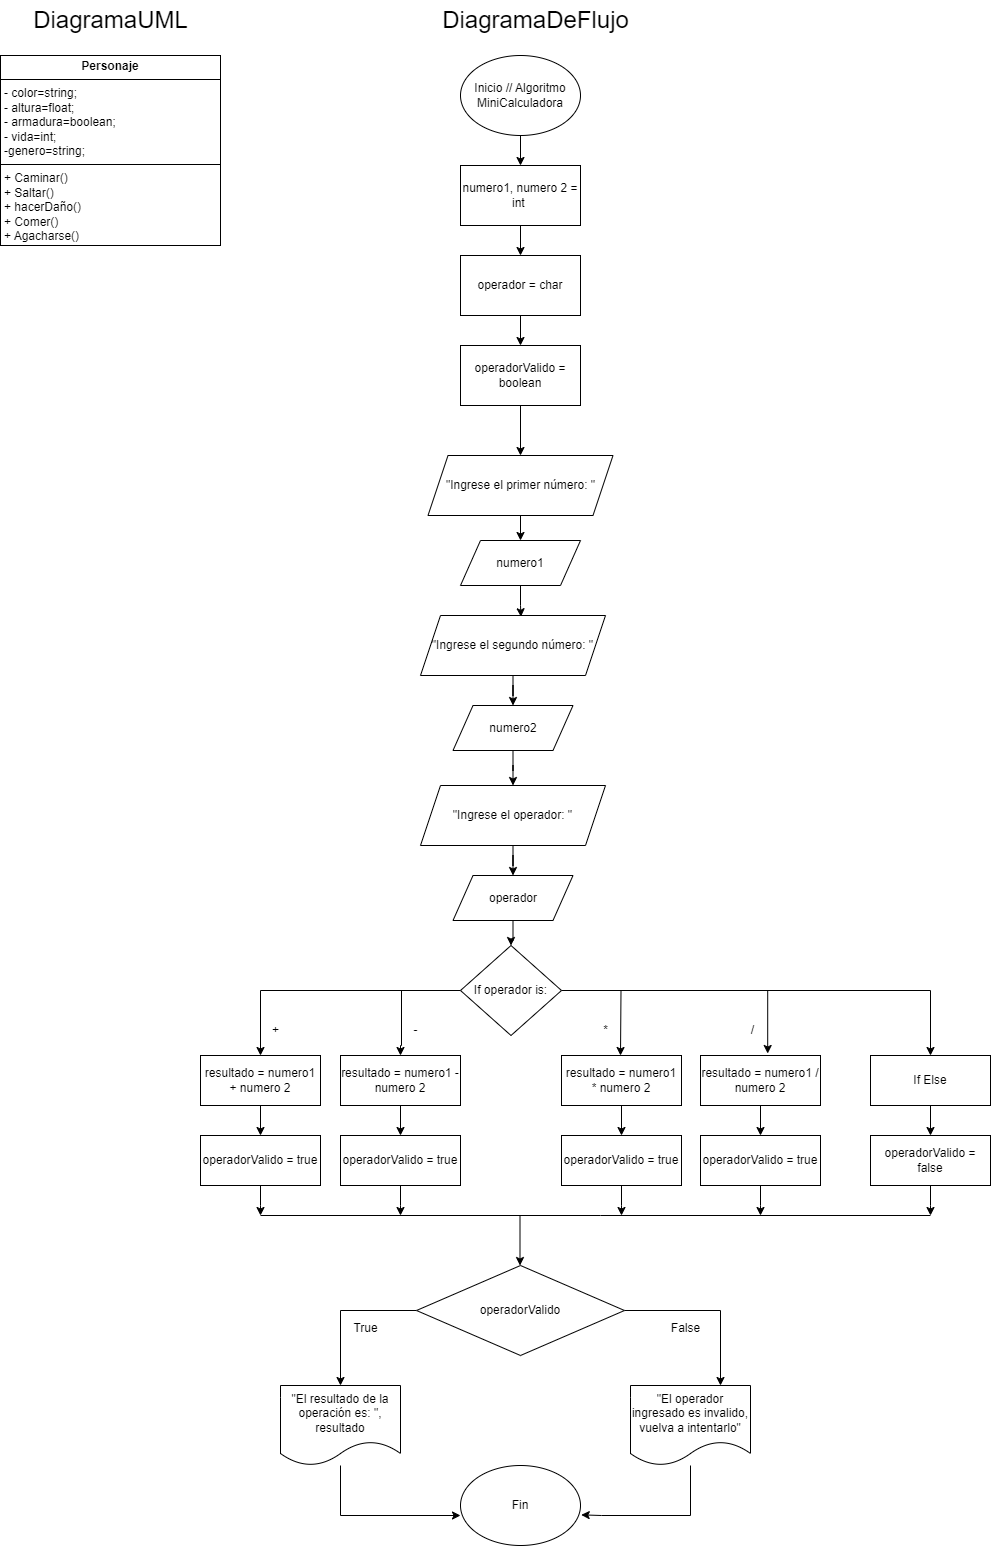 DiagramaUML
DiagramaDeFlujo
Personaje
- color=string;
- altura=float;
- armadura=boolean;
- vida=int;
-genero=string;
+ Caminar()
+ Saltar()
+ hacerDaño()
+ Comer()
+ Agacharse()
Inicio // Algoritmo
MiniCalculadora
numero1, numero 2 =
int
operador = char
operadorValido =
boolean
"Ingrese el primer número: "
numero1
"Ingrese el segundo número: "
numero2
"Ingrese el operador: "
operador
If operador is:
+
-
*
/
resultado = numero1
+ numero 2
resultado = numero1 -
numero 2
resultado = numero1
* numero 2
resultado = numero1 /
numero 2
If Else
operadorValido = true
operadorValido = true
operadorValido = true
operadorValido = true
operadorValido =
false
operadorValido
True
False
"El resultado de la
operación es: ",
resultado
"El operador
ingresado es invalido,
vuelva a intentarlo"
Fin